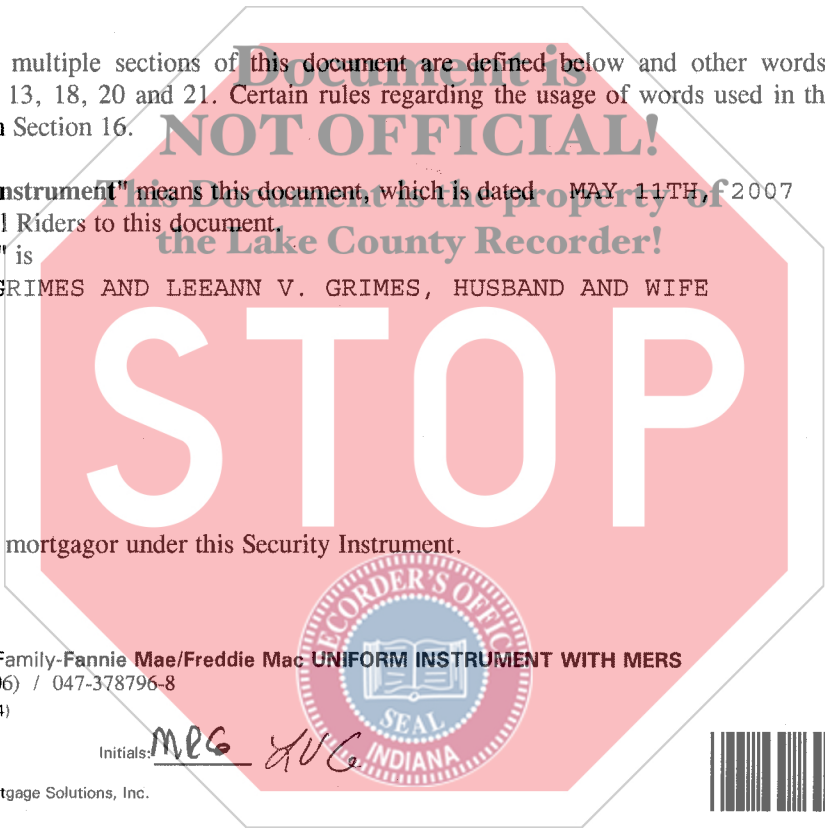 multiple sections of this document are defined below and other words
13, 18, 20 and 21. Certain rules regarding the usage of words used in th
Section 16.
Document is
NOT OFFICIAL!
This Document is the property of
the Lake County Recorder!
nstrument" means this document, which is dated MAY 11TH, 2007
l Riders to this document.
" is
GRIMES AND LEEANN V. GRIMES, HUSBAND AND WIFE
STOP
mortgagor under this Security Instrument.
Family-Fannie Mae/Freddie Mac UNIFORM INSTRUMENT WITH MERS
06) / 047-378796-8
4)
RECORDER'S OFFICE
SEAL
INDIANA
Initials: MPG LVG
tgage Solutions, Inc.